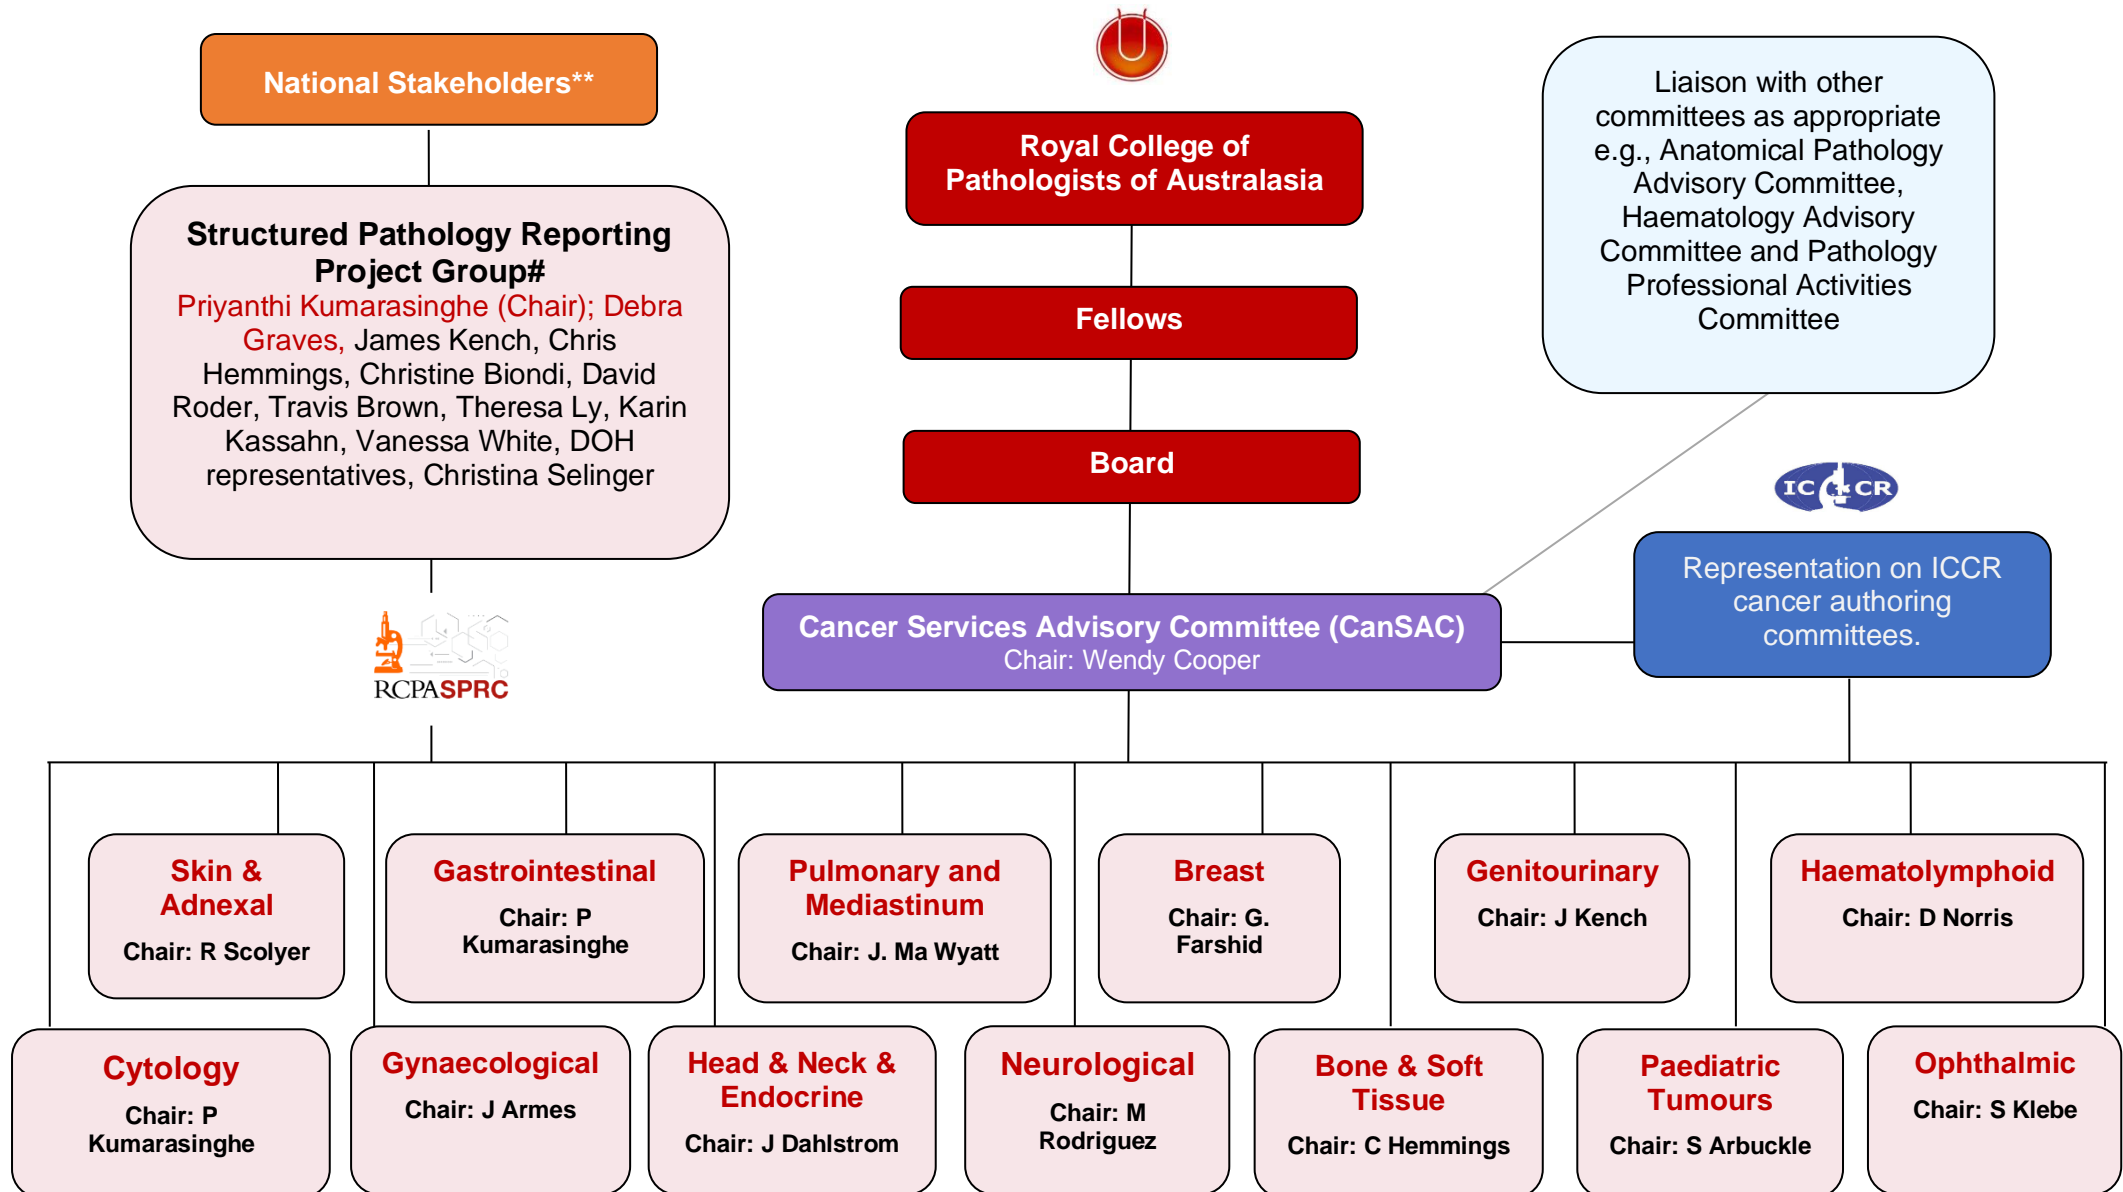 National Stakeholders**
Structured Pathology Reporting
Project Group#
Priyanthi Kumarasinghe (Chair); Debra
Graves, James Kench, Chris
Hemmings, Christine Biondi, David
Roder, Travis Brown, Theresa Ly, Karin
Kassahn, Vanessa White, DOH
representatives, Christina Selinger
RCPASPRC
Royal College of
Pathologists of Australasia
Fellows
Board
Cancer Services Advisory Committee (CanSAC)
Chair: Wendy Cooper
Liaison with other
committees as appropriate
e.g., Anatomical Pathology
Advisory Committee,
Haematology Advisory
Committee and Pathology
Professional Activities
Committee
ICCR
Representation on ICCR
cancer authoring
committees.
Skin &
Adnexal
Chair: R Scolyer
Gastrointestinal
Chair: P
Kumarasinghe
Pulmonary and
Mediastinum
Chair: J. Ma Wyatt
Breast
Chair: G.
Farshid
Genitourinary
Chair: J Kench
Haematolymphoid
Chair: D Norris
Cytology
Chair: P
Kumarasinghe
Gynaecological
Chair: J Armes
Head & Neck &
Endocrine
Chair: J Dahlstrom
Neurological
Chair: M
Rodriguez
Bone & Soft
Tissue
Chair: C Hemmings
Paediatric
Tumours
Chair: S Arbuckle
Ophthalmic
Chair: S Klebe